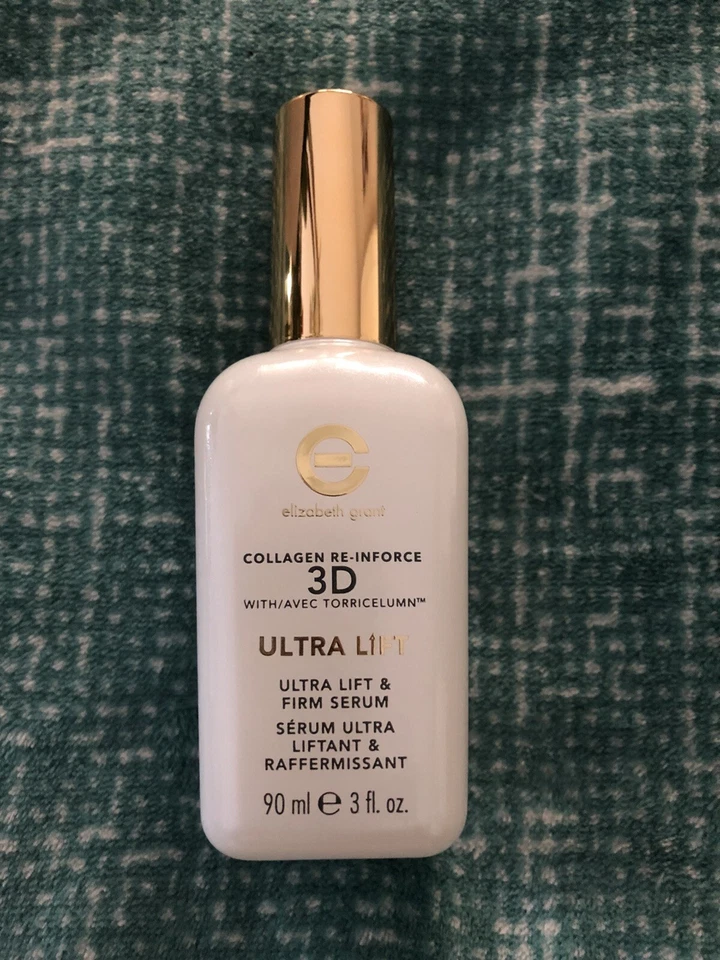 elizabeth grant
COLLAGEN RE-INFORCE
3D
WITH/AVEC TORRICELUMN™
ULTRA LIFT
ULTRA LIFT &
FIRM SERUM
SÉRUM ULTRA
LIFTANT &
RAFFERMISSANT
90 ml ℮ 3 fl. oz.